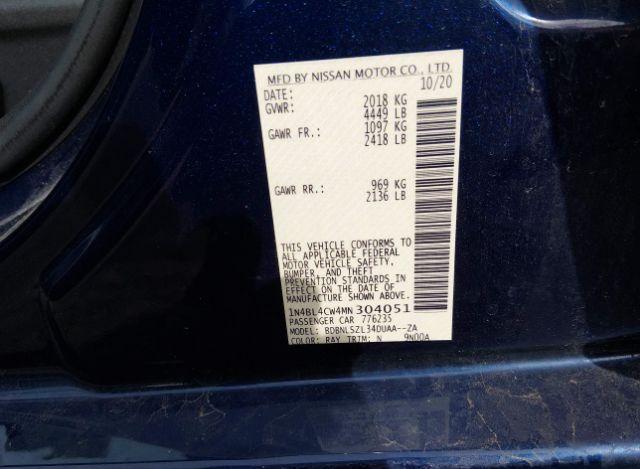 MFD BY NISSAN MOTOR CO., LTD.
DATE: 10/20
GVWR: 2018 KG
4449 LB
GAWR FR.: 1097 KG
2418 LB
GAWR RR.: 969 KG
2136 LB
THIS VEHICLE CONFORMS TO
ALL APPLICABLE FEDERAL
MOTOR VEHICLE SAFETY,
BUMPER, AND THEFT
PREVENTION STANDARDS IN
EFFECT ON THE DATE OF
MANUFACTURE SHOWN ABOVE.
1N4BL4CW4MN304051
PASSENGER CAR 776235
MODEL: BDBNLSZL34DUAA--ZA
COLOR: RAY TRIM: N 9N00A